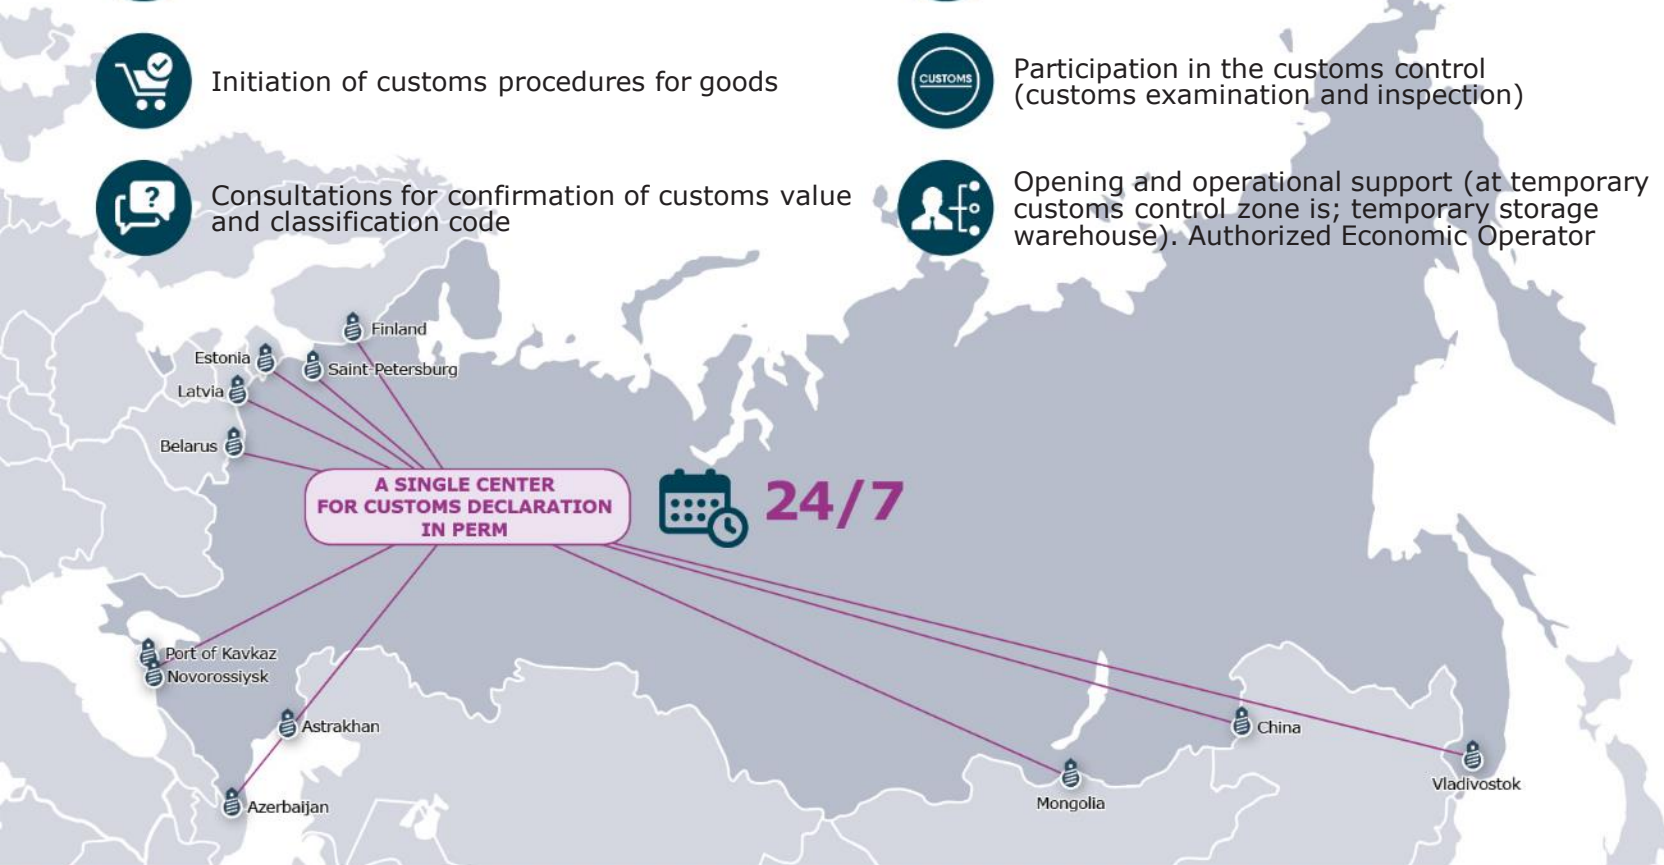 Initiation of customs procedures for goods
CUSTOMS
Participation in the customs control
(customs examination and inspection)
?
Consultations for confirmation of customs value
and classification code
Opening and operational support (at temporary
customs control zone is; temporary storage
warehouse). Authorized Economic Operator
Finland
Estonia
Saint-Petersburg
Latvia
Belarus
A SINGLE CENTER
FOR CUSTOMS DECLARATION
IN PERM
24/7
Port of Kavkaz
Novorossiysk
Astrakhan
China
Vladivostok
Mongolia
Azerbaijan